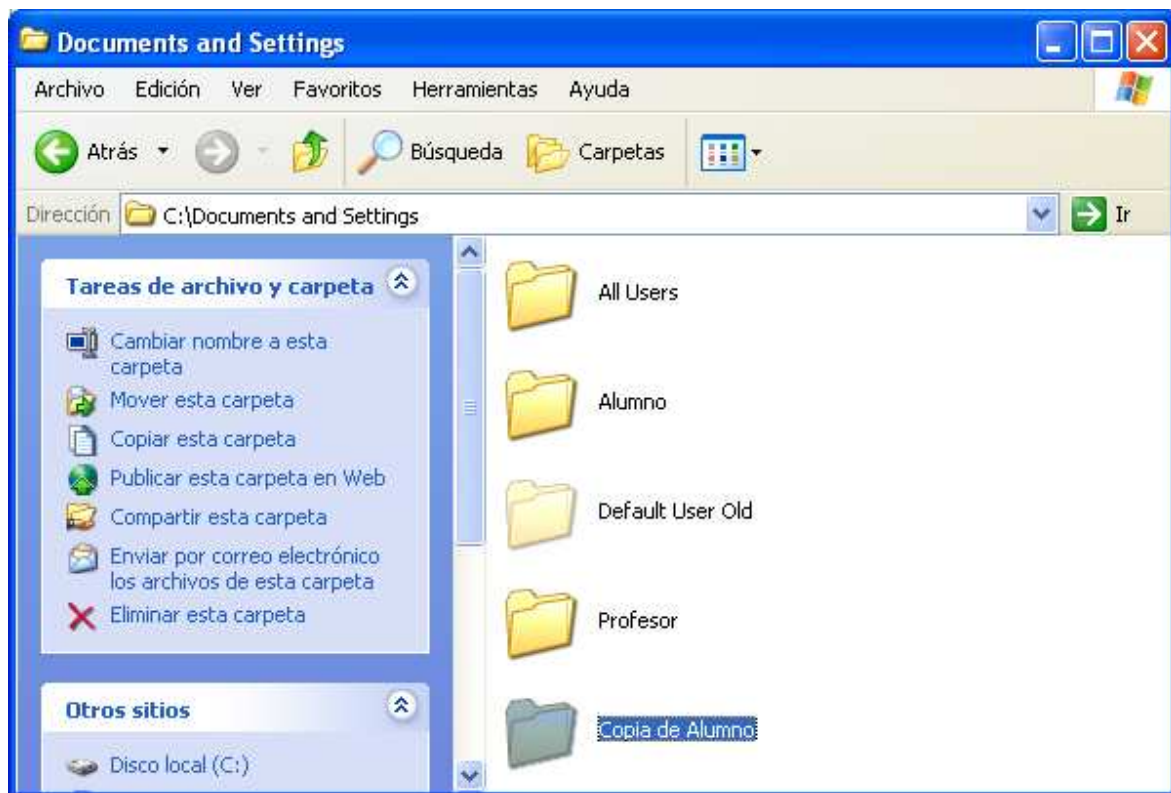 Documents and Settings
Archivo Edición Ver Favoritos Herramientas Ayuda
Atrás Búsqueda Carpetas
Dirección C:\Documents and Settings Ir
Tareas de archivo y carpeta
Cambiar nombre a esta
carpeta
Mover esta carpeta
Copiar esta carpeta
Publicar esta carpeta en Web
Compartir esta carpeta
Enviar por correo electrónico
los archivos de esta carpeta
Eliminar esta carpeta
Otros sitios
Disco local (C:)
All Users
Alumno
Default User Old
Profesor
Copia de Alumno